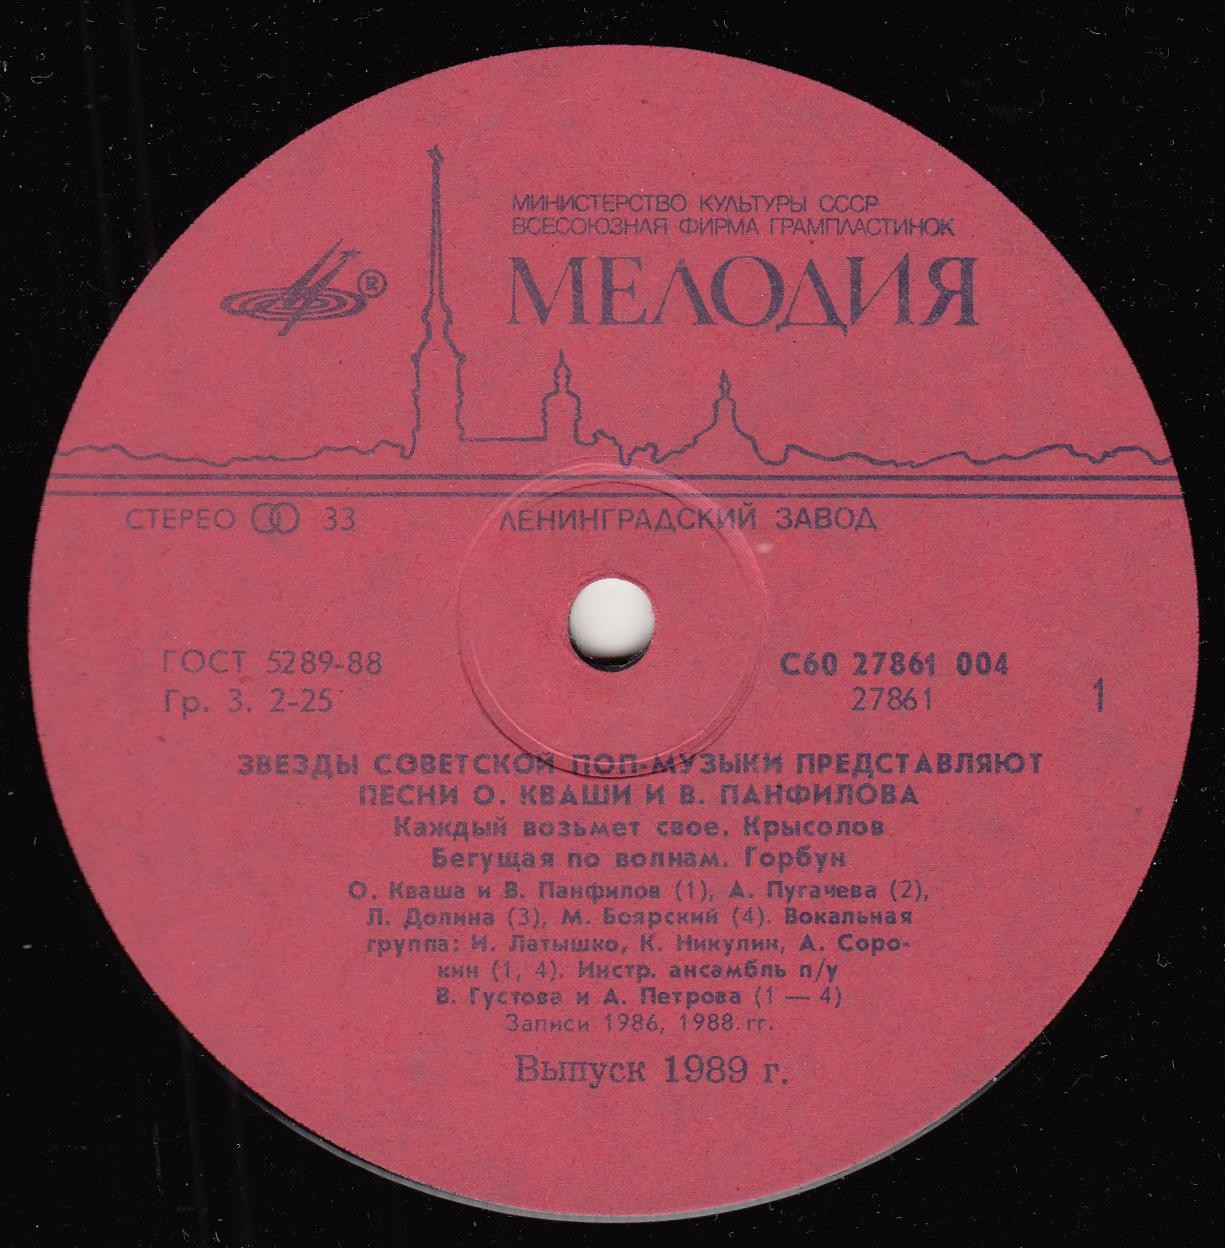 МИНИСТЕРСТВО КУЛЬТУРЫ СССР
ВСЕСОЮЗНАЯ ФИРМА ГРАМПЛАСТИНОК
МЕЛОДИЯ
®
СТЕРЕО 33 ЛЕНИНГРАДСКИЙ ЗАВОД
ГОСТ 5289-88 С60 27861 004
Гр. 3. 2-25 27861 1
ЗВЕЗДЫ СОВЕТСКОЙ ПОП-МУЗЫКИ ПРЕДСТАВЛЯЮТ
ПЕСНИ О. КВАШИ И В. ПАНФИЛОВА
Каждый возьмет свое. Крысолов
Бегущая по волнам. Горбун
О. Кваша и В. Панфилов (1), А. Пугачева (2),
Л. Долина (3), М. Боярский (4). Вокальная
группа: И. Латышко, К. Никулин, А. Соро-
кин (1, 4). Инстр. ансамбль п/у
В. Густова и А. Петрова (1 — 4)
Записи 1986, 1988. гг.
Выпуск 1989 г.